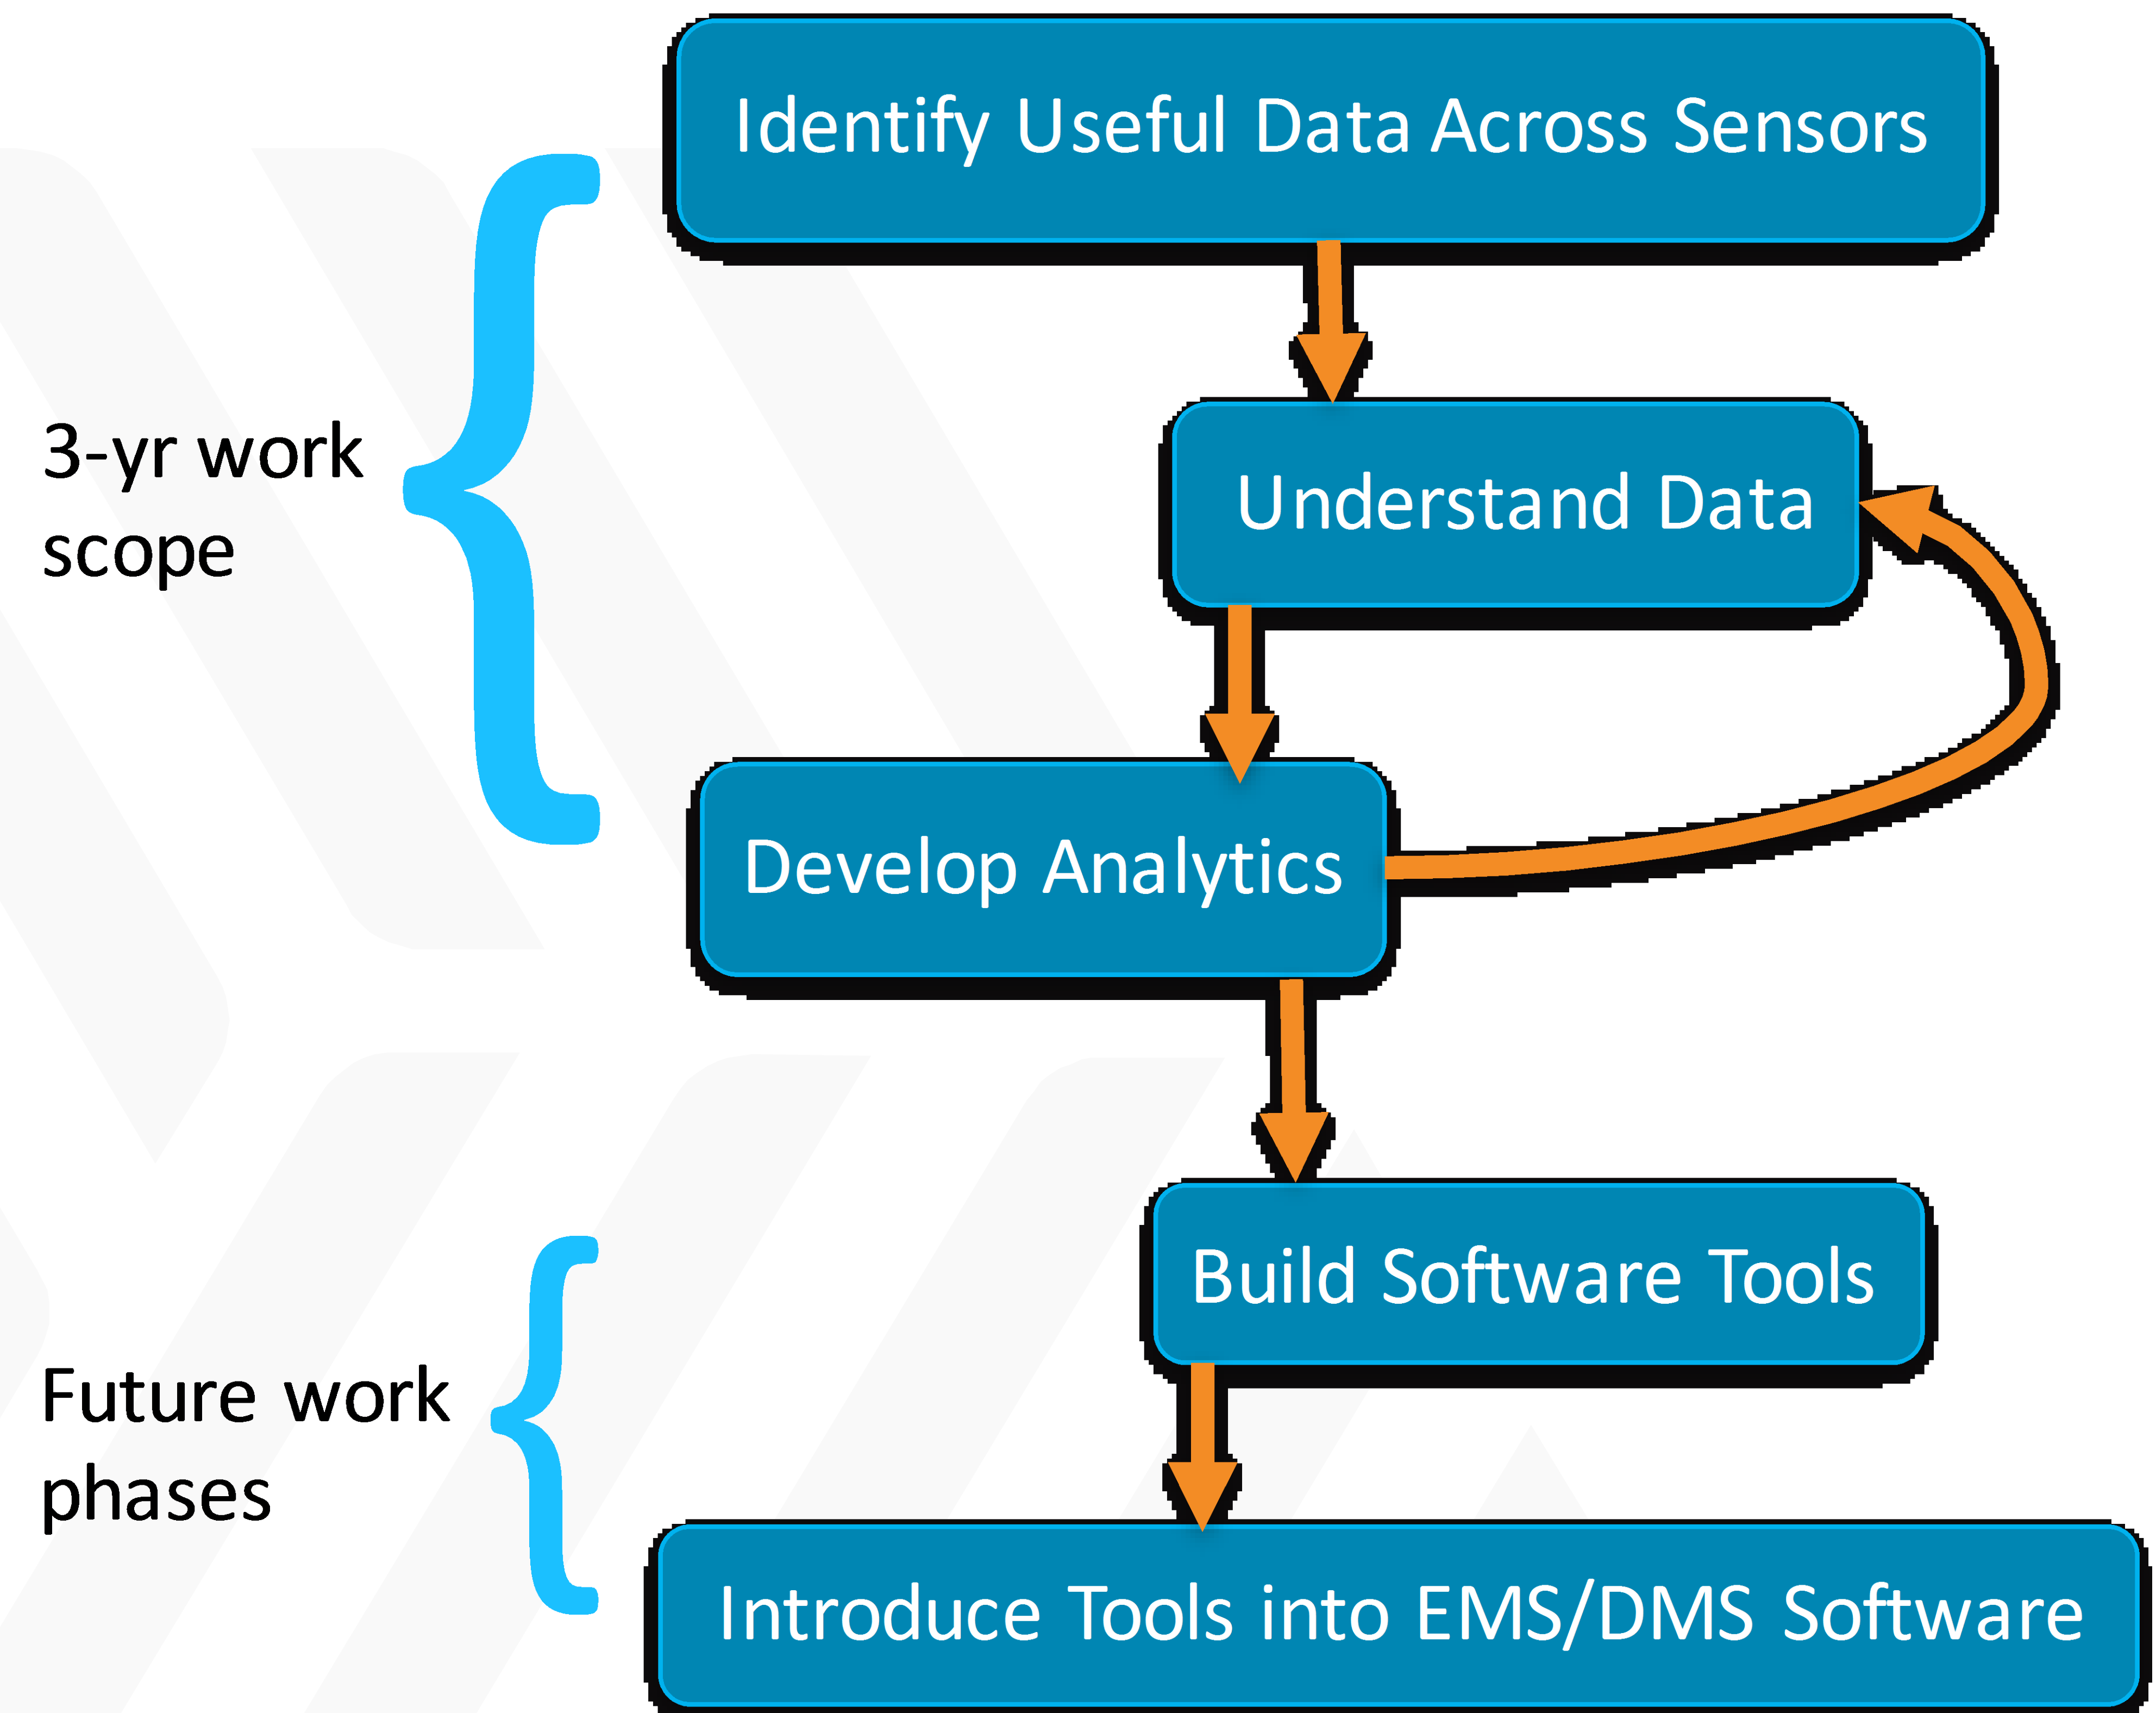 Identify Useful Data Across Sensors
3-yr work
scope
Understand Data
Develop Analytics
Build Software Tools
Future work
phases
Introduce Tools into EMS/DMS Software